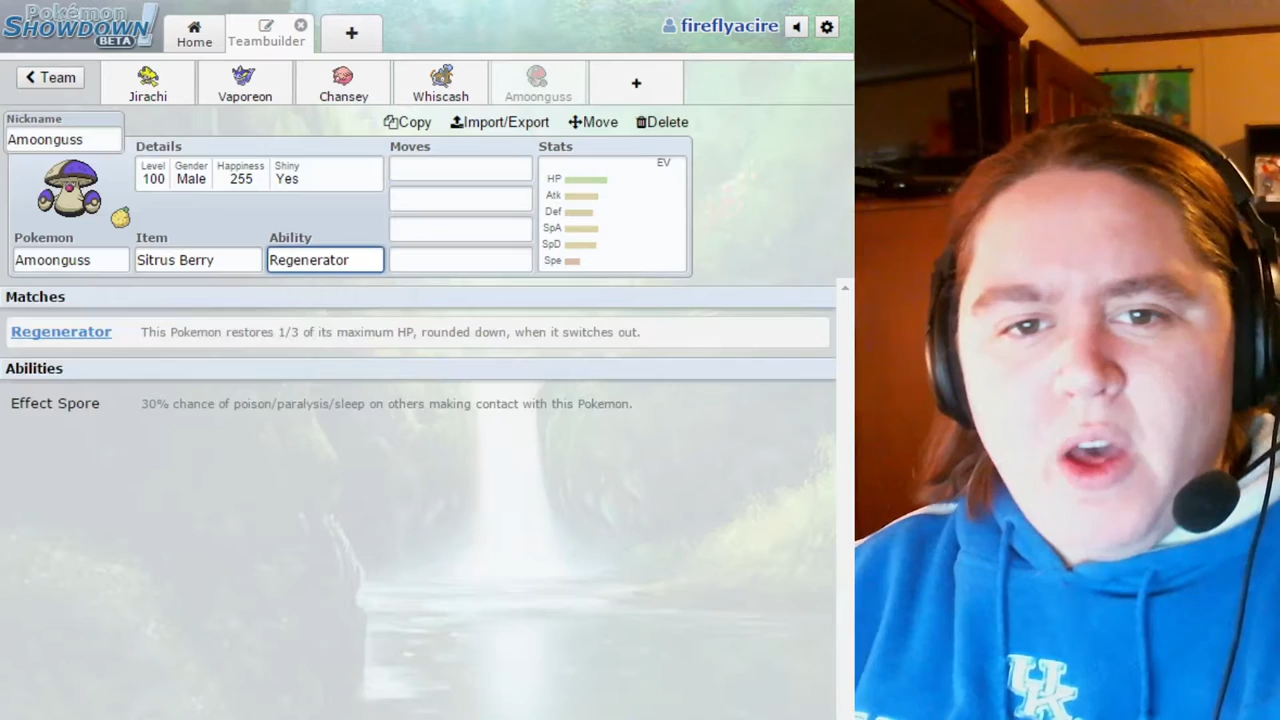 Pokémon
SHOWDOWN!
BETA
Home
Teambuilder
+
fireflyacire
Team
Jirachi
Vaporeon
Chansey
Whiscash
Amoonguss
+
Copy
Import/Export
Move
Delete
Nickname
Amoonguss
Details
Level
100
Gender
Male
Happiness
255
Shiny
Yes
Moves
Stats
EV
HP
Atk
Def
SpA
SpD
Spe
Pokemon
Amoonguss
Item
Sitrus Berry
Ability
Regenerator
Matches
Regenerator This Pokemon restores 1/3 of its maximum HP, rounded down, when it switches out.
Abilities
Effect Spore 30% chance of poison/paralysis/sleep on others making contact with this Pokemon.
UK